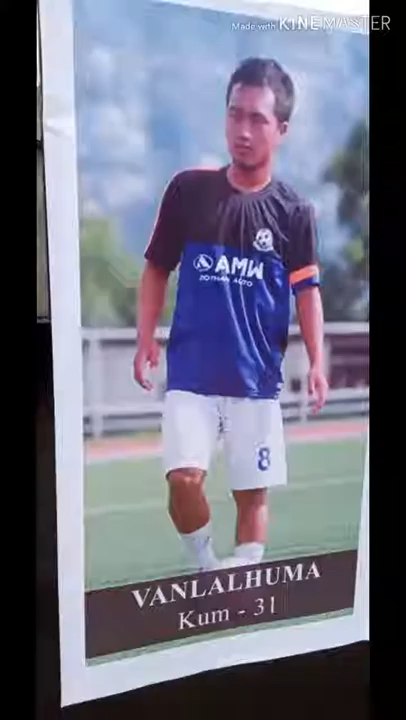 Made with KINEMASTER
AMW
ZOTHAN AUTO
8
VANLALHUMA
Kum - 31